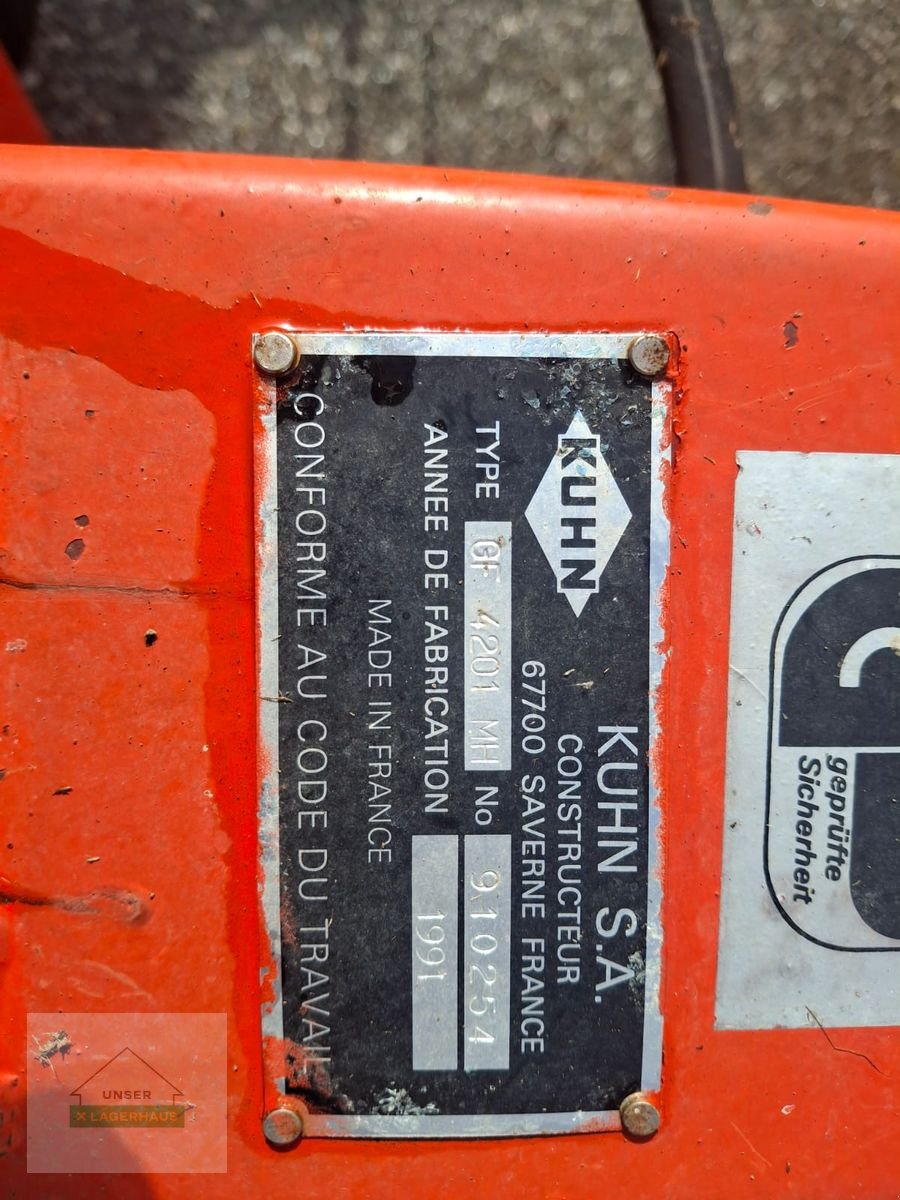 KUHN
KUHN S.A.
CONSTRUCTEUR
67700 SAVERNE FRANCE
TYPE GF 4201 MH No 910254
ANNEE DE FABRICATION 1991
MADE IN FRANCE
CONFORME AU CODE DU TRAVAIL
geprüfte
Sicherheit
UNSER
X LAGERHAUS